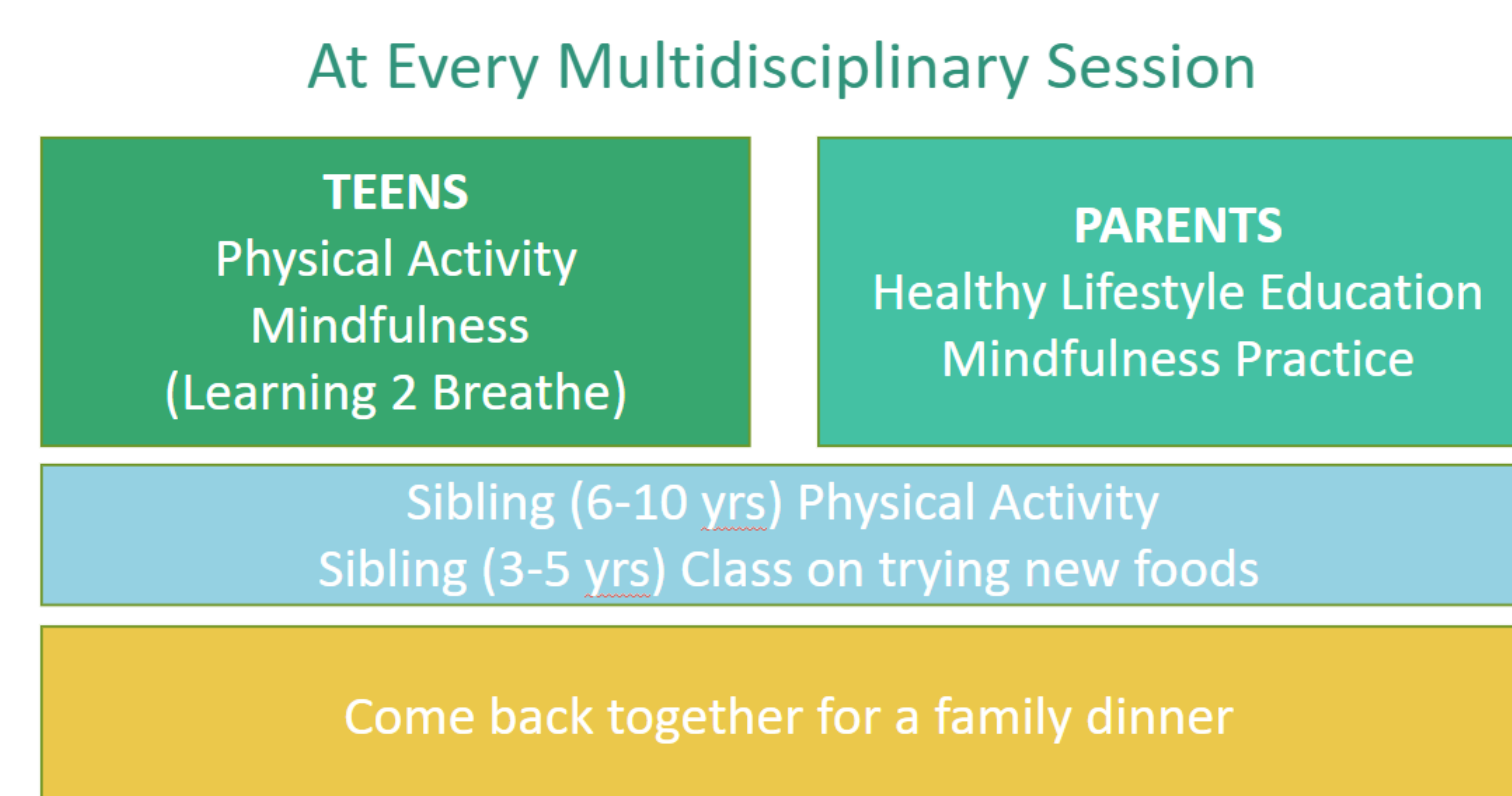 At Every Multidisciplinary Session
TEENS
Physical Activity
Mindfulness
(Learning 2 Breathe)
PARENTS
Healthy Lifestyle Education
Mindfulness Practice
Sibling (6-10 yrs) Physical Activity
Sibling (3-5 yrs) Class on trying new foods
Come back together for a family dinner